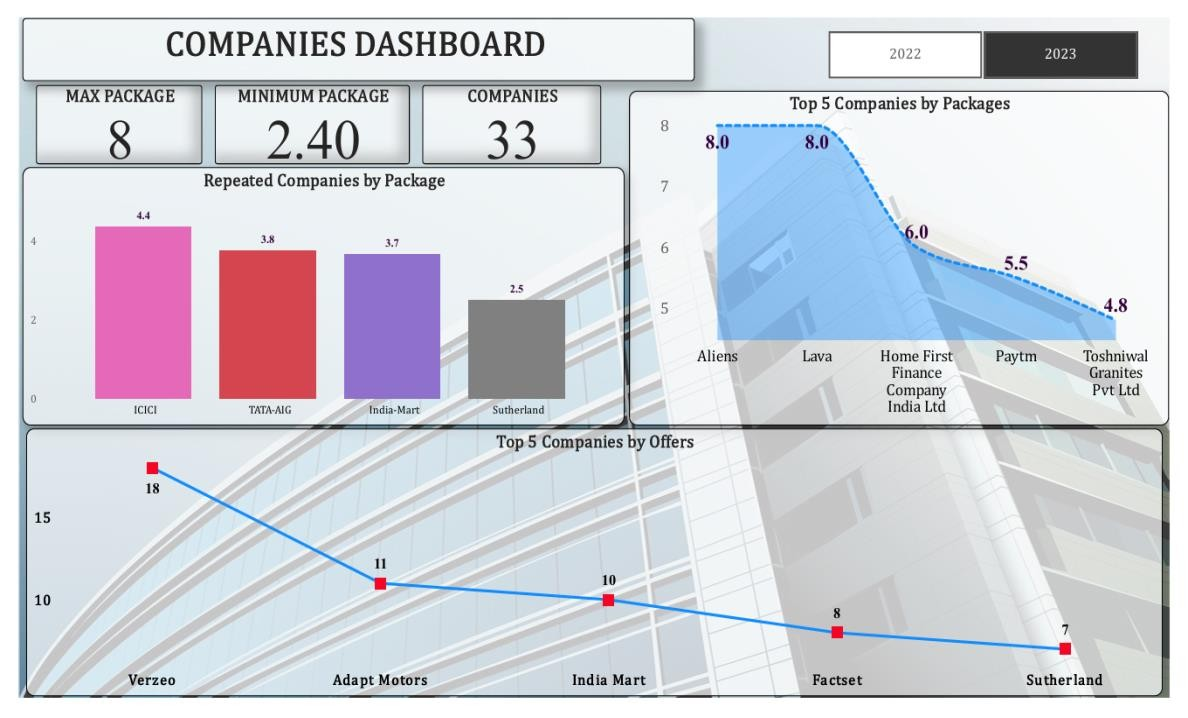 COMPANIES DASHBOARD
2022
2023
MAX PACKAGE
8
MINIMUM PACKAGE
2.40
COMPANIES
33
Repeated Companies by Package
4.4
3.8
3.7
2.5
4
2
0
ICICI
TATA-AIG
India-Mart
Sutherland
Top 5 Companies by Packages
8
7
6
5
8.0
8.0
6.0
5.5
4.8
Aliens
Lava
Home First
Finance
Company
India Ltd
Paytm
Toshniwal
Granites
Pvt Ltd
Top 5 Companies by Offers
15
10
18
11
10
8
7
Verzeo
Adapt Motors
India Mart
Factset
Sutherland